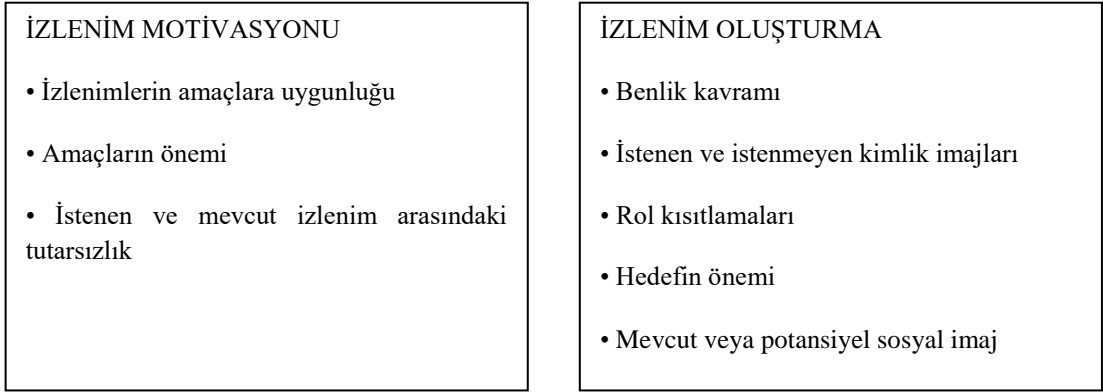 İZLENİM MOTİVASYONU
• İzlenimlerin amaçlara uygunluğu
• Amaçların önemi
• İstenen ve mevcut izlenim arasındaki
tutarsızlık
İZLENİM OLUŞTURMA
• Benlik kavramı
• İstenen ve istenmeyen kimlik imajları
• Rol kısıtlamaları
• Hedefin önemi
• Mevcut veya potansiyel sosyal imaj